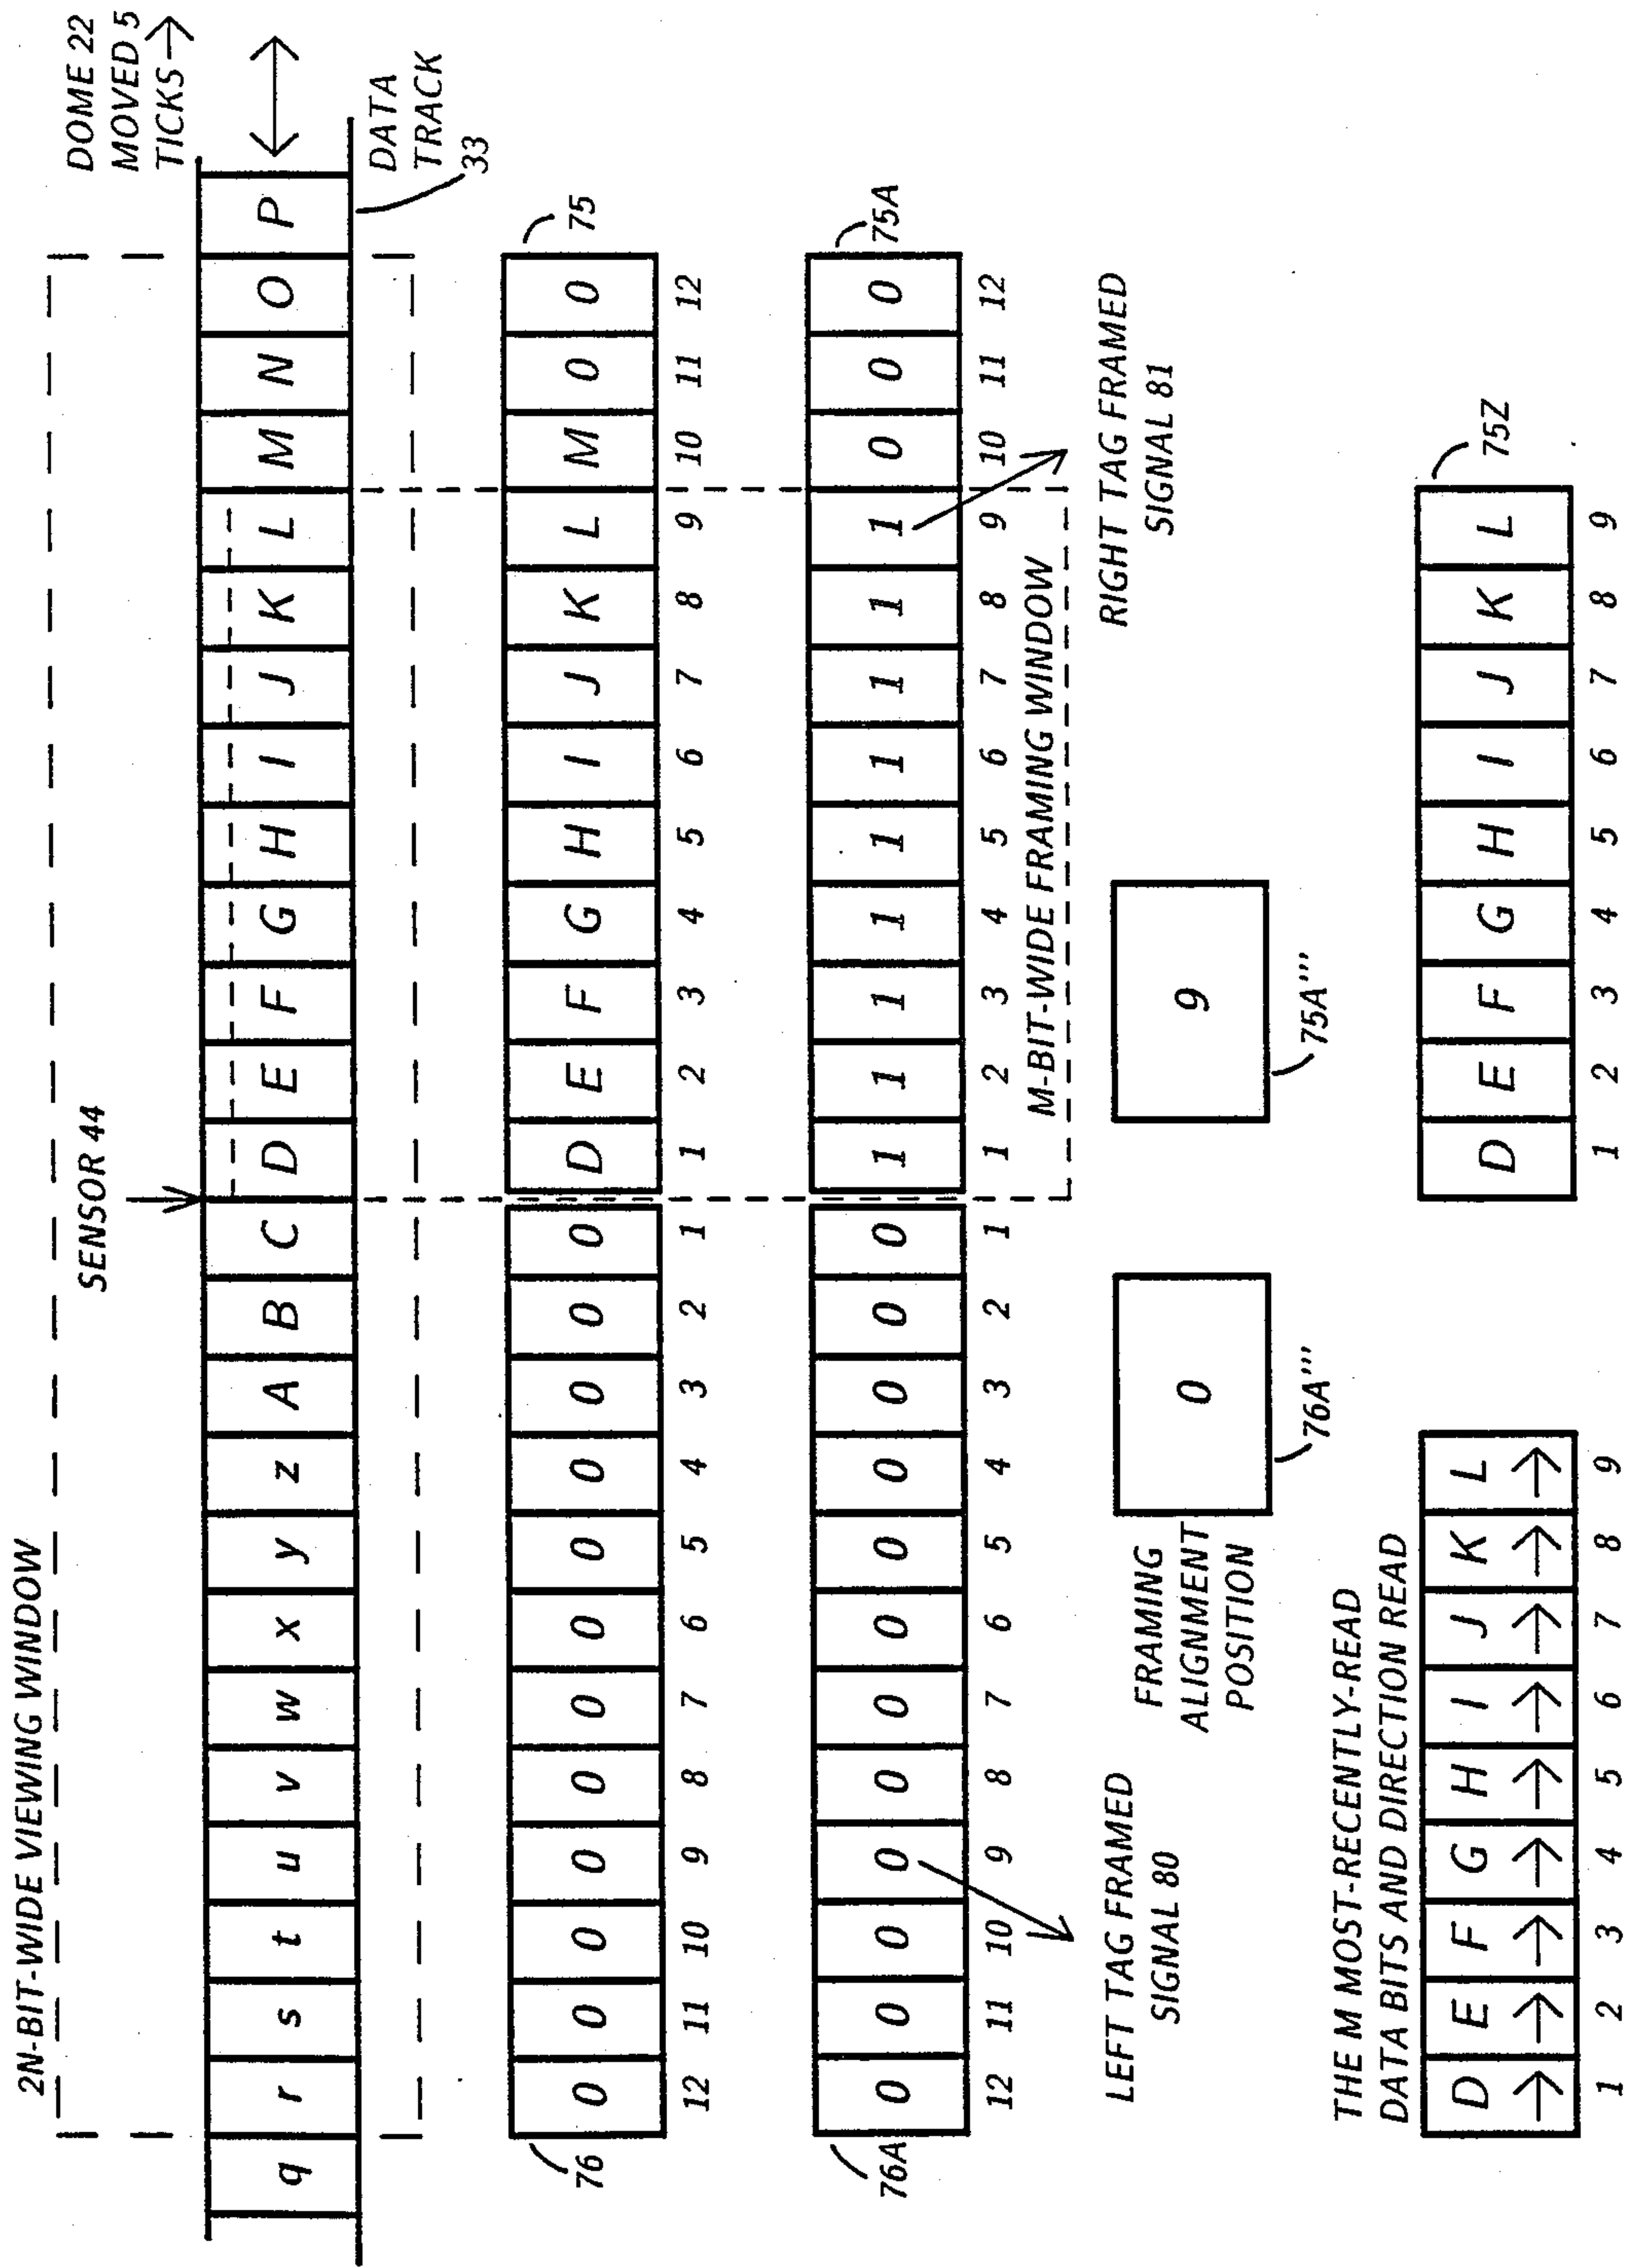 2N-BIT-WIDE VIEWING WINDOW
DOME 22
MOVED 5
TICKS→
SENSOR 44
q r s t u v w x y z A B C D E F G H I J K L M N O P
DATA
TRACK
33
76
0 0 0 0 0 0 0 0 0 0 0 0
12 11 10 9 8 7 6 5 4 3 2 1
D E F G H I J K L M 0 0
1 2 3 4 5 6 7 8 9 10 11 12
75
76A
0 0 0 0 0 0 0 0 0 0 0 0
12 11 10 9 8 7 6 5 4 3 2 1
1 1 1 1 1 1 1 1 1 0 0 0
1 2 3 4 5 6 7 8 9 10 11 12
75A
M-BIT-WIDE FRAMING WINDOW
LEFT TAG FRAMED
SIGNAL 80
RIGHT TAG FRAMED
SIGNAL 81
FRAMING
ALIGNMENT
POSITION
0
76A'''
9
75A'''
THE M MOST-RECENTLY-READ
DATA BITS AND DIRECTION READ
D E F G H I J K L
→ → → → → → → → →
1 2 3 4 5 6 7 8 9
75Z
D E F G H I J K L
1 2 3 4 5 6 7 8 9